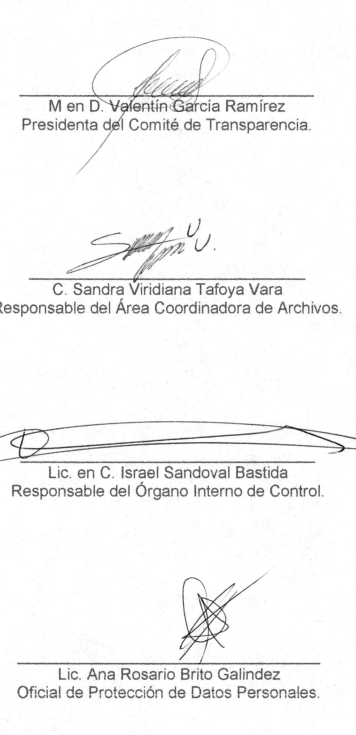 M en D. Valentín García Ramírez
Presidenta del Comité de Transparencia.
C. Sandra Viridiana Tafoya Vara
Responsable del Área Coordinadora de Archivos.
Lic. en C. Israel Sandoval Bastida
Responsable del Órgano Interno de Control.
Lic. Ana Rosario Brito Galindez
Oficial de Protección de Datos Personales.